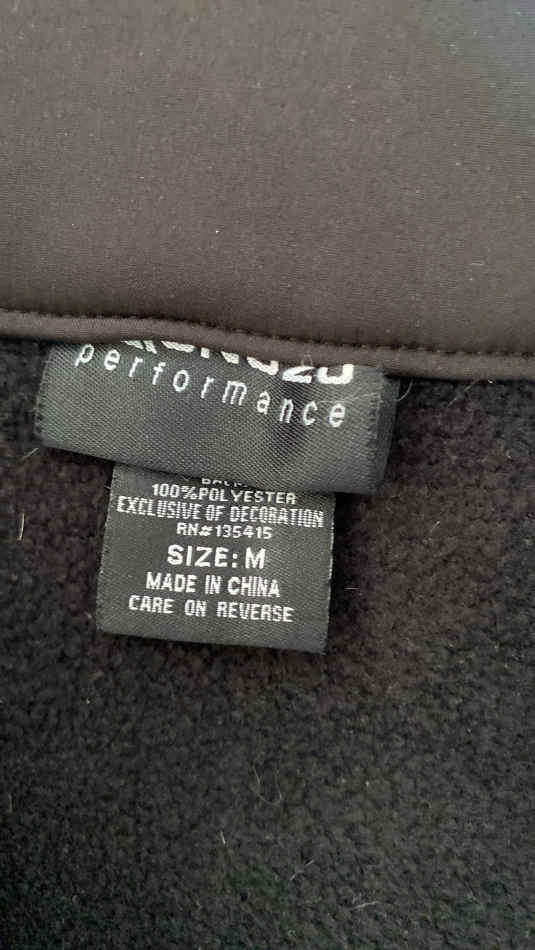 performance
100%POLYESTER
EXCLUSIVE OF DECORATION
RN#135415
SIZE: M
MADE IN CHINA
CARE ON REVERSE